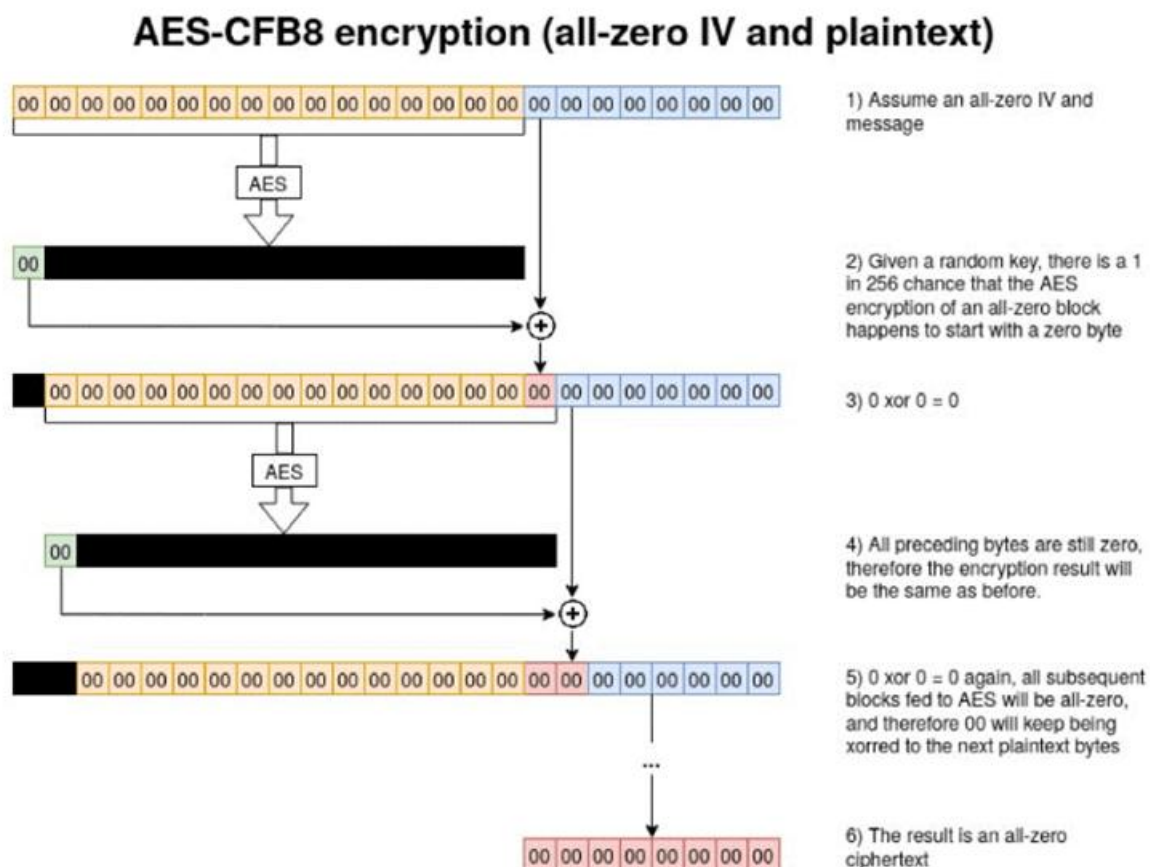 AES-CFB8 encryption (all-zero IV and plaintext)
00 00 00 00 00 00 00 00 00 00 00 00 00 00 00 00 00 00 00 00 00 00 00 00
1) Assume an all-zero IV and
message
AES
00
2) Given a random key, there is a 1
in 256 chance that the AES
encryption of an all-zero block
happens to start with a zero byte
+
00 00 00 00 00 00 00 00 00 00 00 00 00 00 00 00 00 00 00 00 00 00 00
3) 0 xor 0 = 0
AES
00
4) All preceding bytes are still zero,
therefore the encryption result will
be the same as before.
+
00 00 00 00 00 00 00 00 00 00 00 00 00 00 00 00 00 00 00 00 00 00
5) 0 xor 0 = 0 again, all subsequent
blocks fed to AES will be all-zero,
and therefore 00 will keep being
xorred to the next plaintext bytes
...
00 00 00 00 00 00 00 00
6) The result is an all-zero
ciphertext